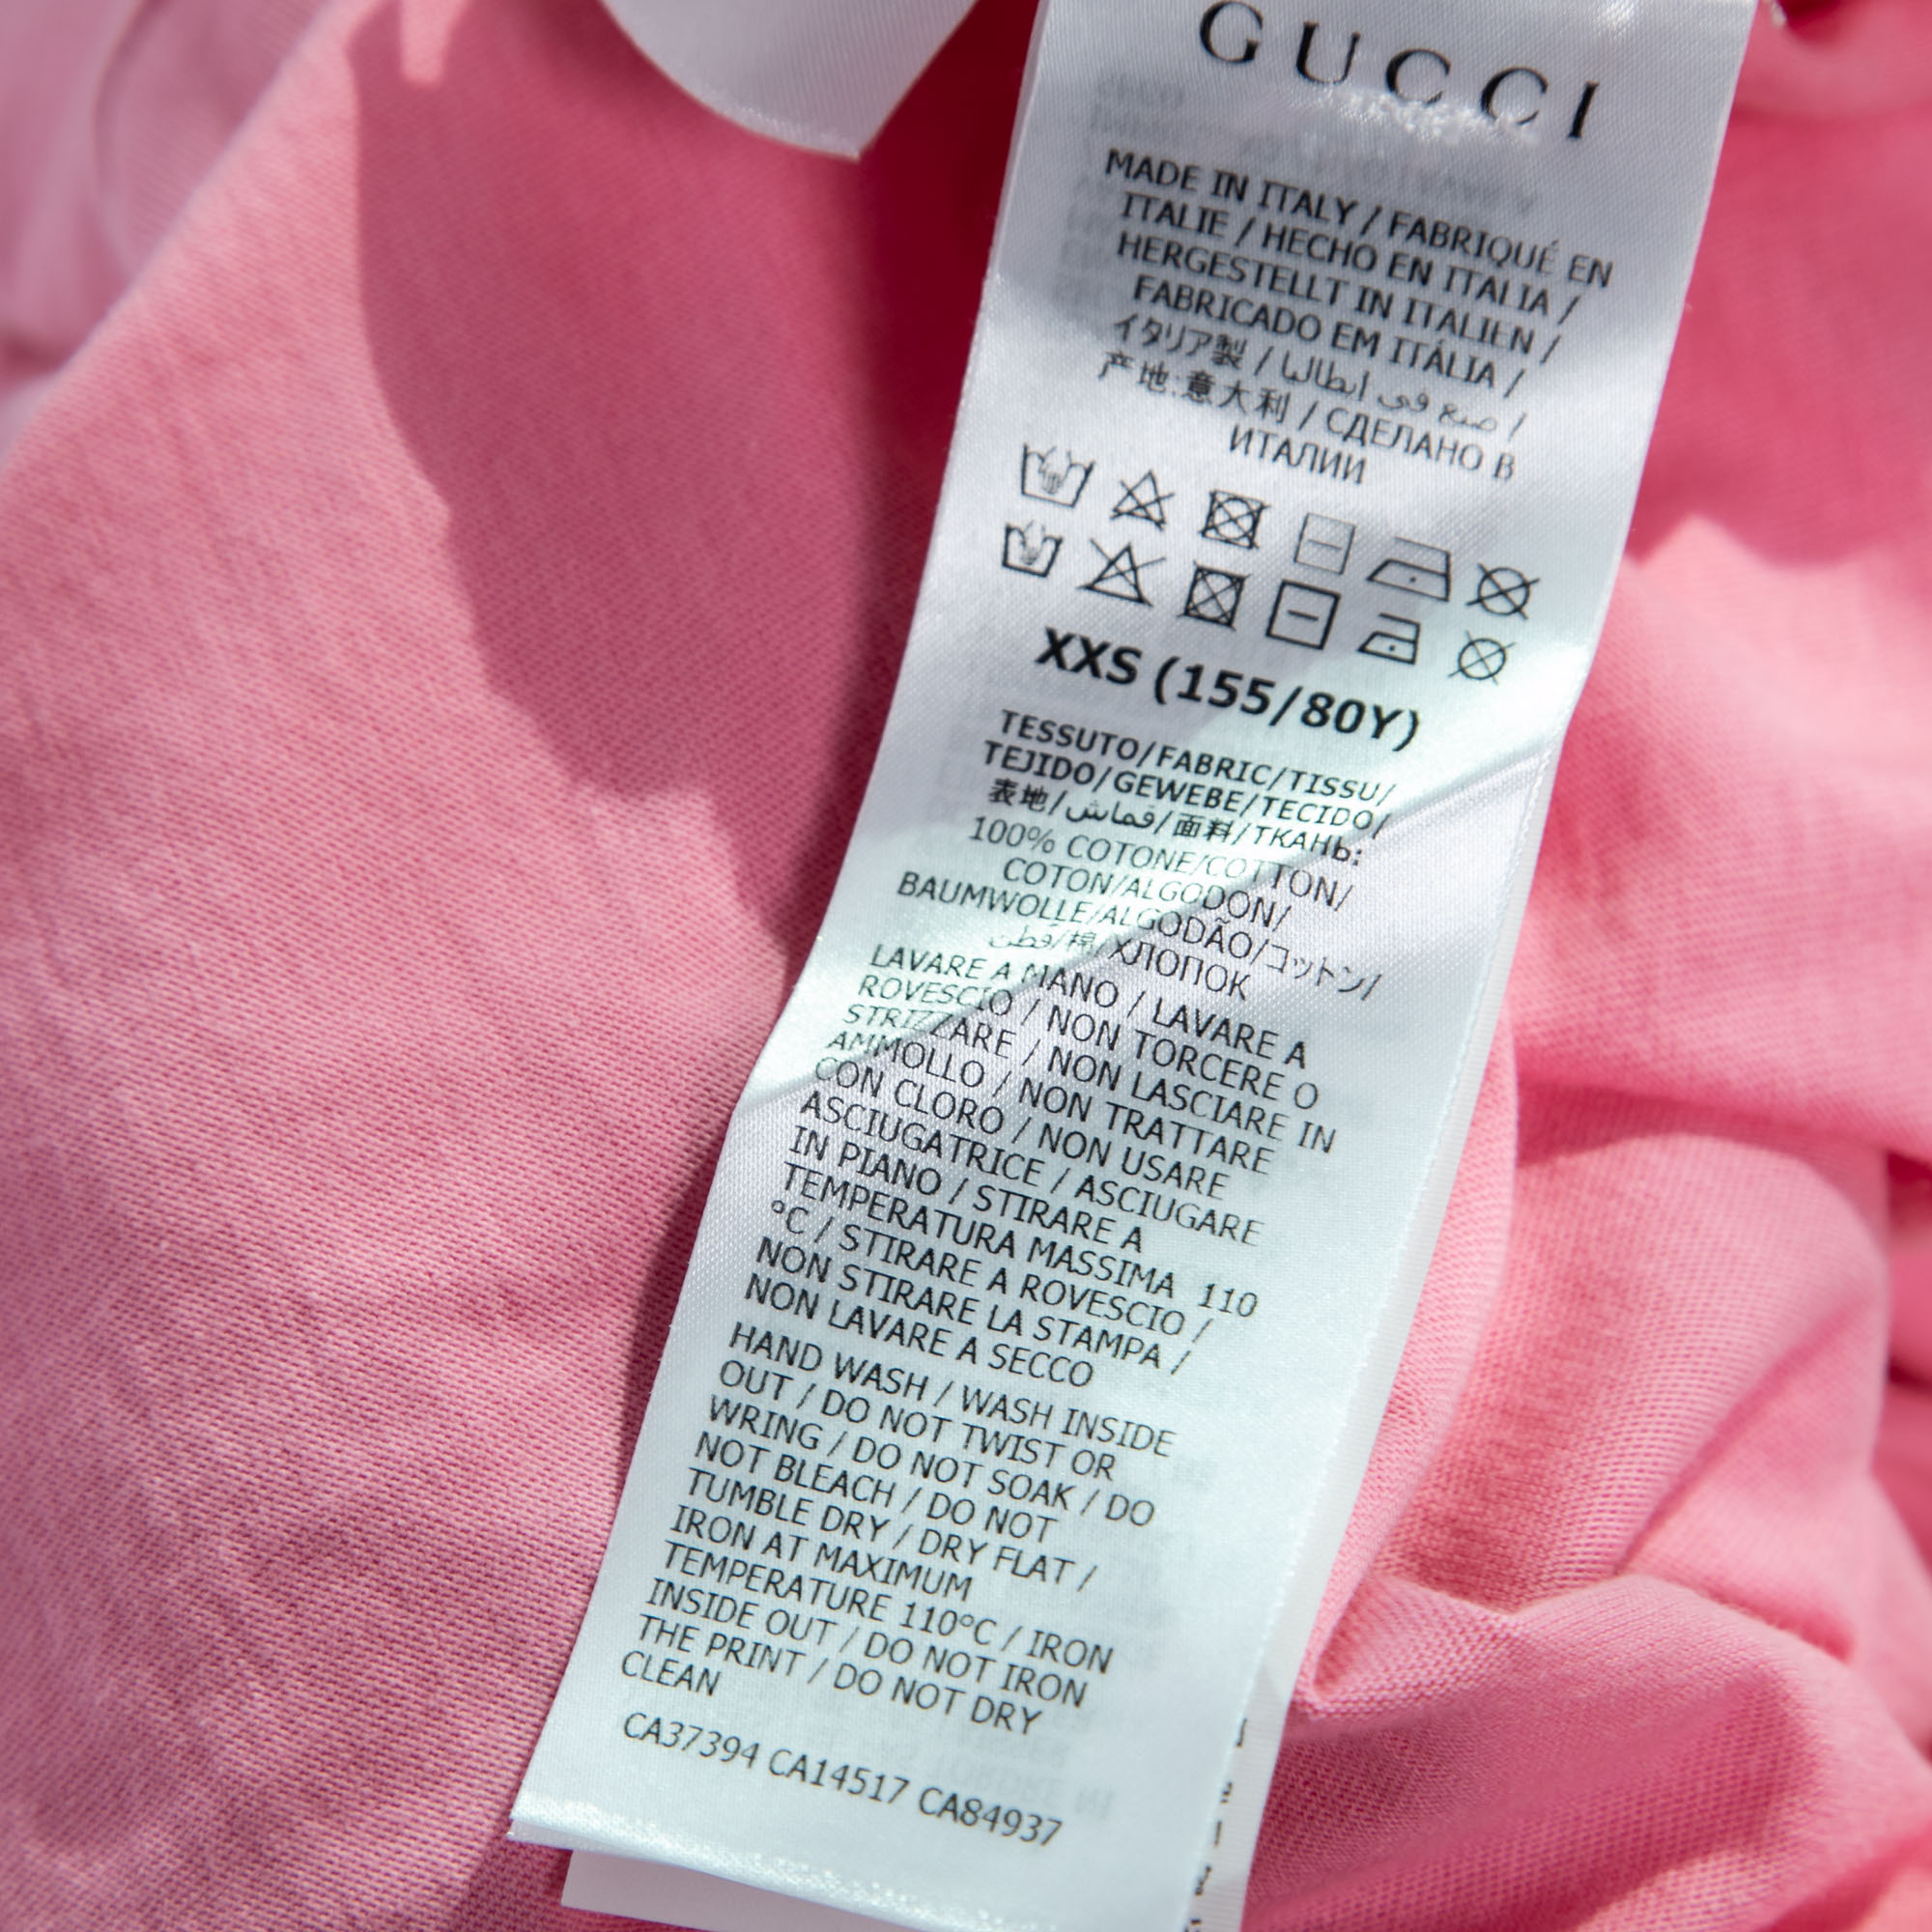 GUCCI
MADE IN ITALY / FABRIQUÉ EN
ITALIE / HECHO EN ITALIA /
HERGESTELLT IN ITALIEN /
FABRICADO EM ITÁLIA /
イタリア製 / صنع في ايطاليا /
产地:意大利 / СДЕЛАНО В
ИТАЛИИ
XXS (155/80Y)
TESSUTO/FABRIC/TISSU/
TEJIDO/GEWEBE/TECIDO/
表地/قماش/面料/ТКАНЬ:
100% COTONE/COTTON/
COTON/ALGODON/
BAUMWOLLE/ALGODÃO/コットン/
قطن/棉/ХЛОПОК
LAVARE A MANO / LAVARE A
ROVESCIO / NON TORCERE O
STRIZZARE / NON LASCIARE IN
AMMOLLO / NON TRATTARE
CON CLORO / NON USARE
ASCIUGATRICE / ASCIUGARE
IN PIANO / STIRARE A
TEMPERATURA MASSIMA 110
°C / STIRARE A ROVESCIO /
NON STIRARE LA STAMPA /
NON LAVARE A SECCO
HAND WASH / WASH INSIDE
OUT / DO NOT TWIST OR
WRING / DO NOT SOAK / DO
NOT BLEACH / DO NOT
TUMBLE DRY / DRY FLAT /
IRON AT MAXIMUM
TEMPERATURE 110°C / IRON
INSIDE OUT / DO NOT IRON
THE PRINT / DO NOT DRY
CLEAN
CA37394 CA14517 CA84937